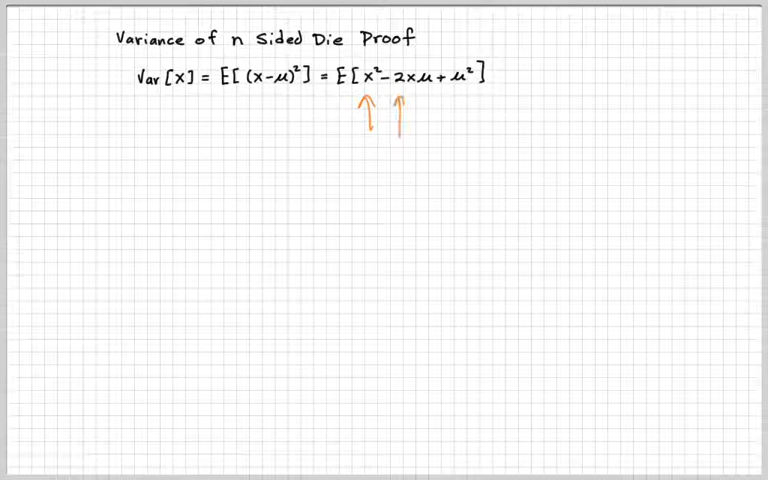 Variance of n Sided Die Proof
Var[x] = E[(x-μ)²] = E[x²-2xμ+μ²]